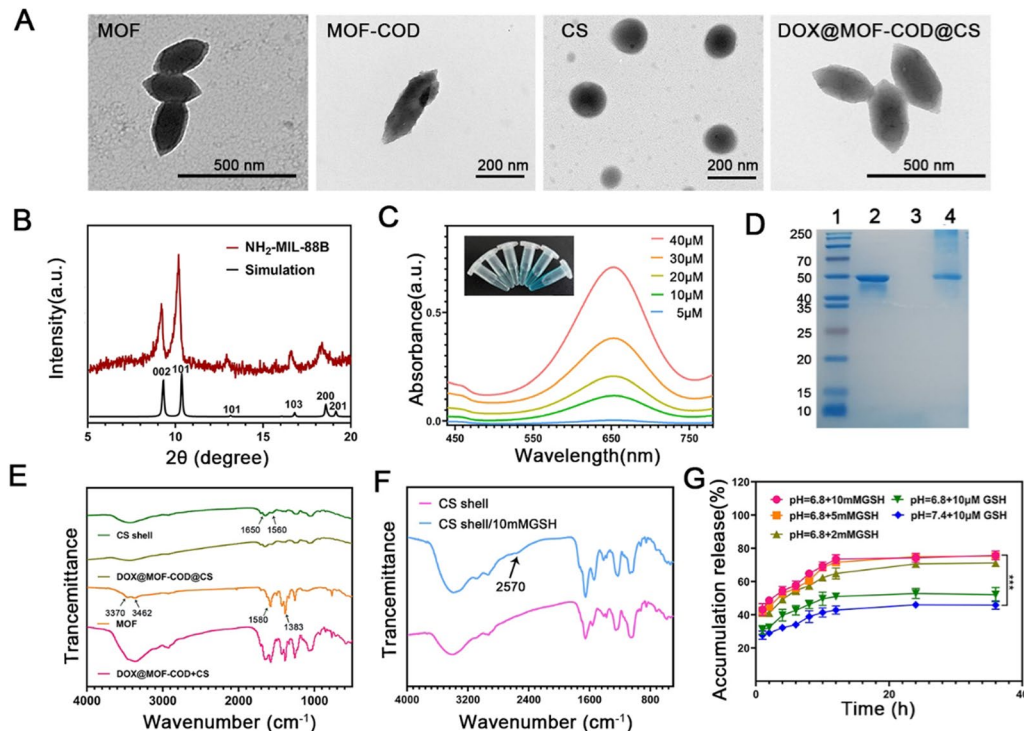 A
MOF
500 nm
MOF-COD
200 nm
CS
200 nm
DOX@MOF-COD@CS
500 nm
B
Intensity(a.u.)
NH₂-MIL-88B
Simulation
002
101
101
103
200
201
5
10
15
20
2θ (degree)
C
Absorbance(a.u.)
0.5
0.0
40μM
30μM
20μM
10μM
5μM
450
550
650
750
Wavelength(nm)
D
1 2 3 4
250
70
50
40
35
25
20
15
10
E
Trancemittance
1650
1560
CS shell
DOX@MOF-COD@CS
3370
3462
MOF
1580
1383
DOX@MOF-COD+CS
4000
3000
2000
1000
Wavenumber (cm⁻¹)
F
Trancemittance
CS shell
CS shell/10mMGSH
2570
4000
3200
2400
1600
800
Wavenumber (cm⁻¹)
G
Accumulation release(%)
120
100
80
60
40
20
pH=6.8+10mMGSH
pH=6.8+5mMGSH
pH=6.8+2mMGSH
pH=6.8+10μM GSH
pH=7.4+10μM GSH
***
0
10
20
30
40
Time (h)